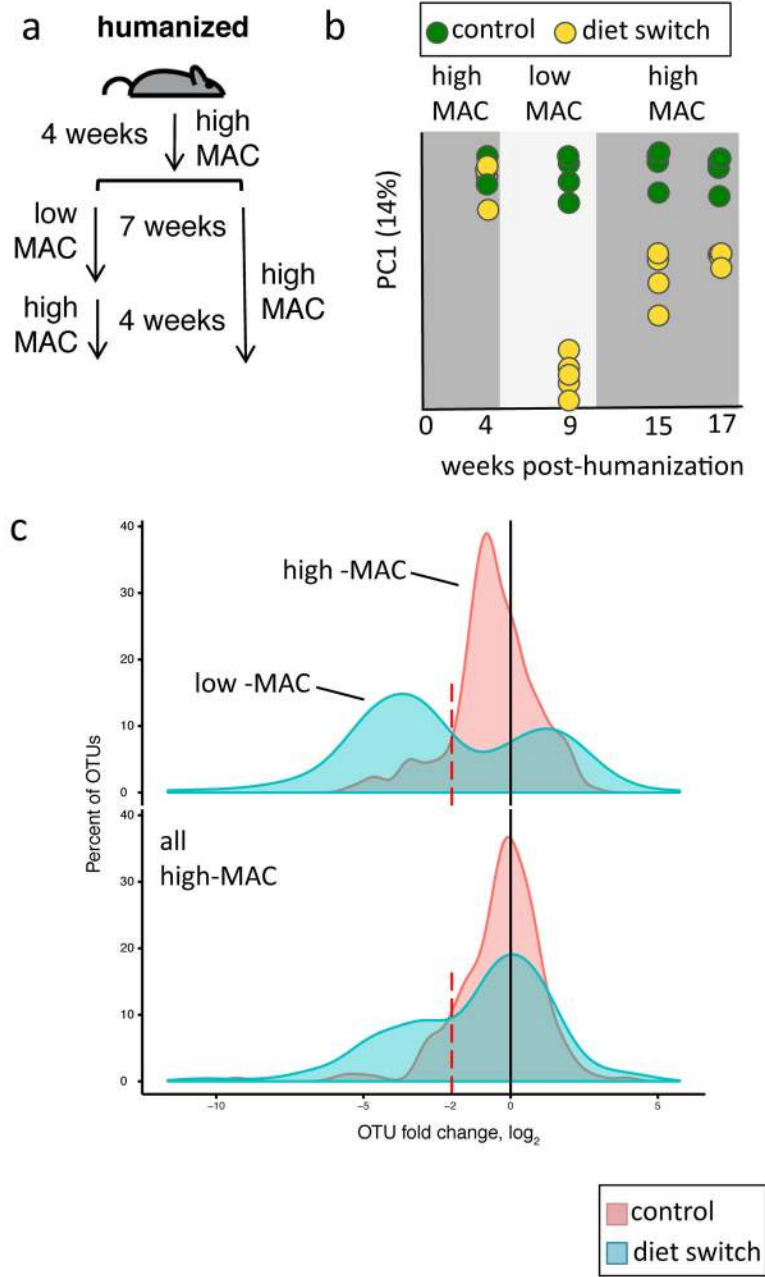 a
humanized
4 weeks
high
MAC
low
MAC
7 weeks
high
MAC
high
MAC
4 weeks
b
control
diet switch
high
MAC
low
MAC
high
MAC
PC1 (14%)
0 4 9 15 17
weeks post-humanization
c
40
30
20
10
0
high -MAC
low -MAC
Percent of OTUs
40
30
20
10
0
all
high-MAC
−10 −5 −2 0 5
OTU fold change, log2
control
diet switch